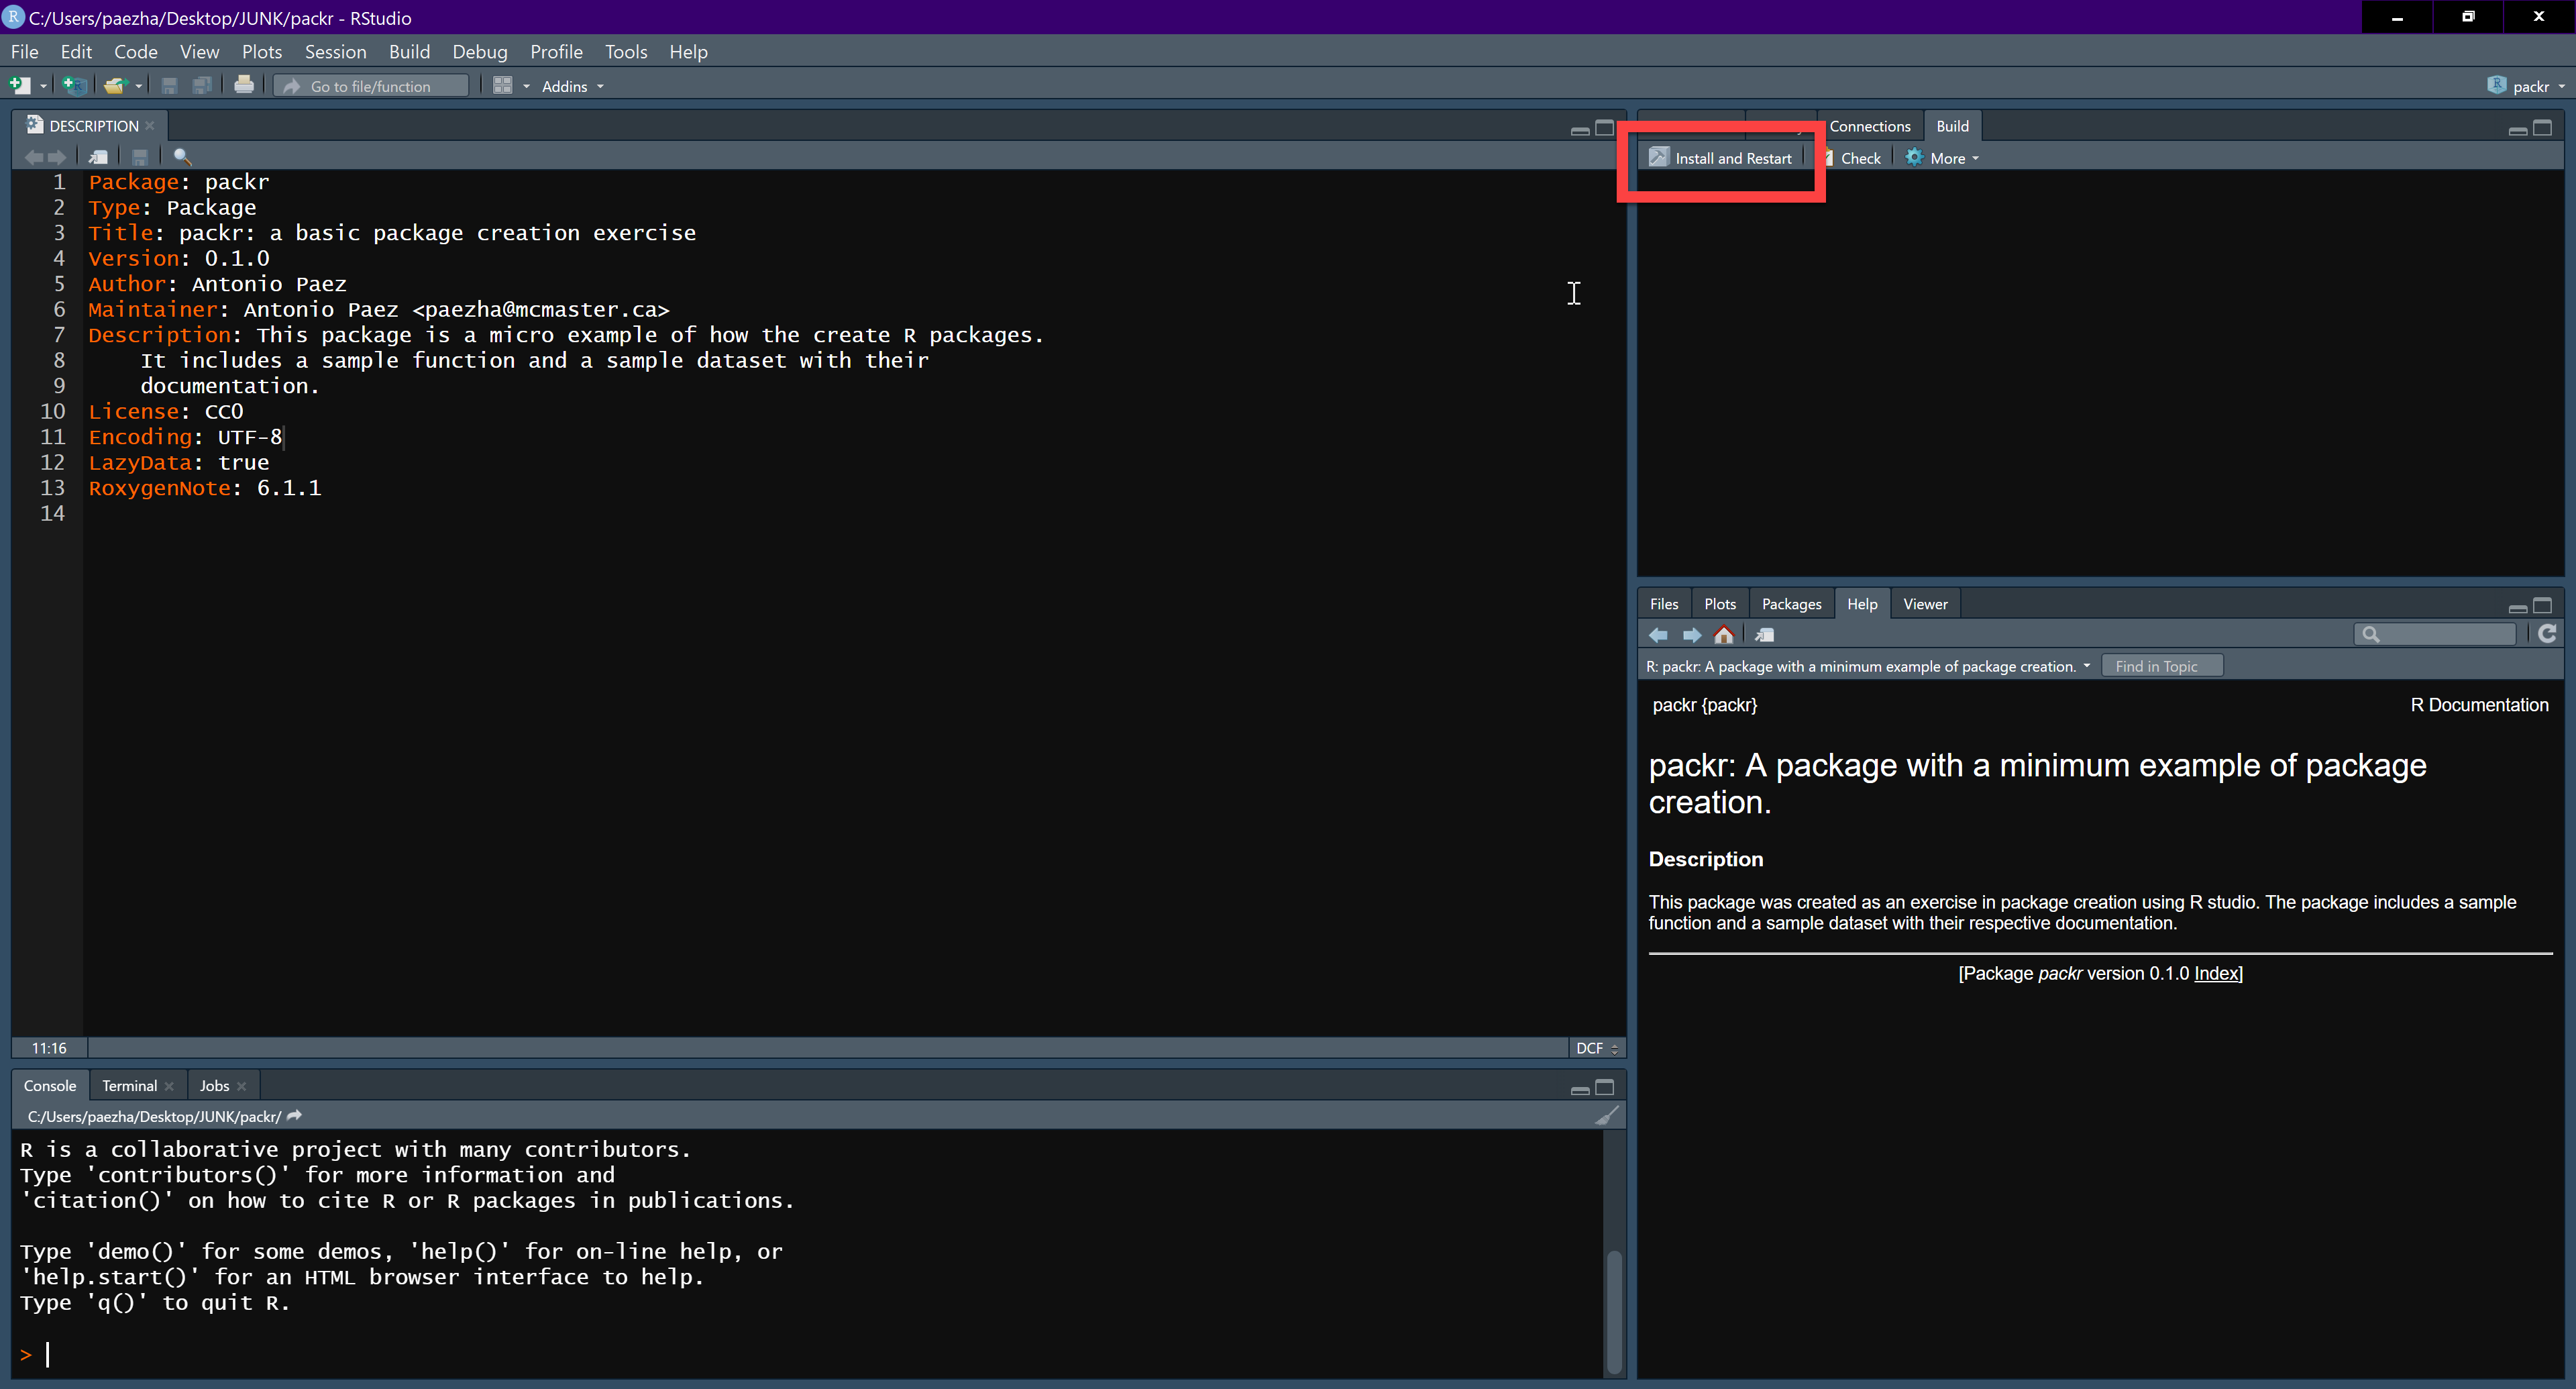 C:/Users/paezha/Desktop/JUNK/packr - RStudio
File Edit Code View Plots Session Build Debug Profile Tools Help
Go to file/function Addins packr
DESCRIPTION
1 Package: packr
2 Type: Package
3 Title: packr: a basic package creation exercise
4 Version: 0.1.0
5 Author: Antonio Paez
6 Maintainer: Antonio Paez <paezha@mcmaster.ca>
7 Description: This package is a micro example of how the create R packages.
8 It includes a sample function and a sample dataset with their
9 documentation.
10 License: CC0
11 Encoding: UTF-8
12 LazyData: true
13 RoxygenNote: 6.1.1
14
11:16 DCF
Console Terminal Jobs
C:/Users/paezha/Desktop/JUNK/packr/
R is a collaborative project with many contributors.
Type 'contributors()' for more information and
'citation()' on how to cite R or R packages in publications.
Type 'demo()' for some demos, 'help()' for on-line help, or
'help.start()' for an HTML browser interface to help.
Type 'q()' to quit R.
>
Connections Build
Install and Restart Check More
Files Plots Packages Help Viewer
R: packr: A package with a minimum example of package creation. Find in Topic
packr {packr} R Documentation
packr: A package with a minimum example of package
creation.
Description
This package was created as an exercise in package creation using R studio. The package includes a sample
function and a sample dataset with their respective documentation.
[Package packr version 0.1.0 Index]